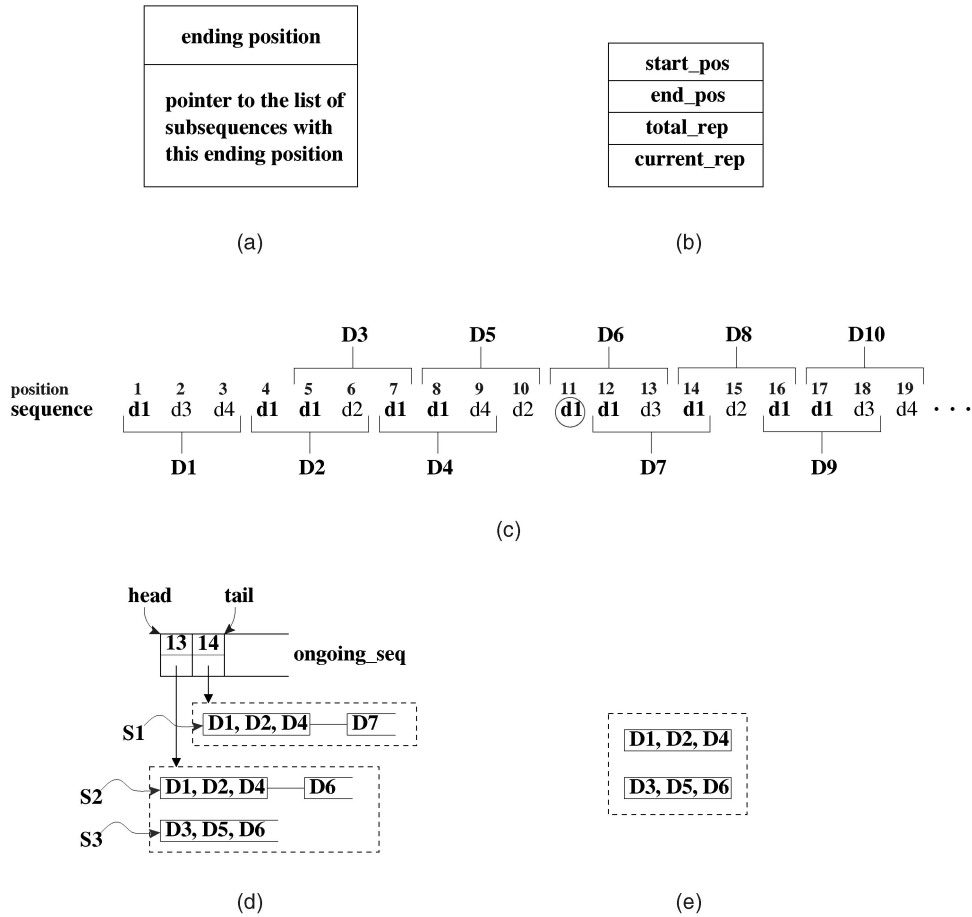 ending position
pointer to the list of
subsequences with
this ending position
(a)
start_pos
end_pos
total_rep
current_rep
(b)
D3 D5 D6 D8 D10
position 1 2 3 4 5 6 7 8 9 10 11 12 13 14 15 16 17 18 19
sequence d1 d3 d4 d1 d1 d2 d1 d1 d4 d2 d1 d1 d3 d1 d2 d1 d1 d3 d4 . . .
D1 D2 D4 D7 D9
(c)
head tail
13 14
ongoing_seq
S1 D1, D2, D4 D7
S2 D1, D2, D4 D6
S3 D3, D5, D6
(d)
D1, D2, D4
D3, D5, D6
(e)